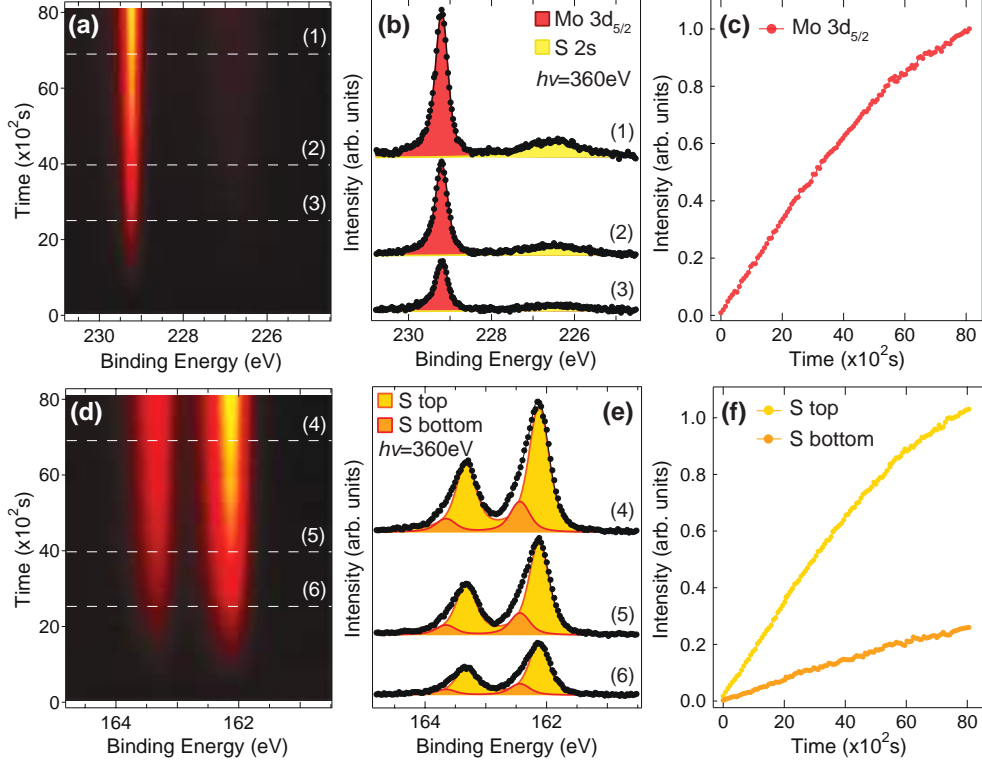 (a)
80
60
40
20
0
Time (x10²s)
(1)
(2)
(3)
230
228
226
Binding Energy (eV)
(b)
Mo 3d₅/₂
S 2s
hν=360eV
Intensity (arb. units)
(1)
(2)
(3)
230
228
226
Binding Energy (eV)
(c)
Mo 3d₅/₂
1.0
0.8
0.6
0.4
0.2
0.0
Intensity (arb. units)
0
20
40
60
80
Time (x10²s)
(d)
80
60
40
20
0
Time (x10²s)
(4)
(5)
(6)
164
162
Binding Energy (eV)
(e)
S top
S bottom
hν=360eV
Intensity (arb. units)
(4)
(5)
(6)
164
162
Binding Energy (eV)
(f)
S top
S bottom
1.0
0.8
0.6
0.4
0.2
0.0
Intensity (arb. units)
0
20
40
60
80
Time (x10²s)